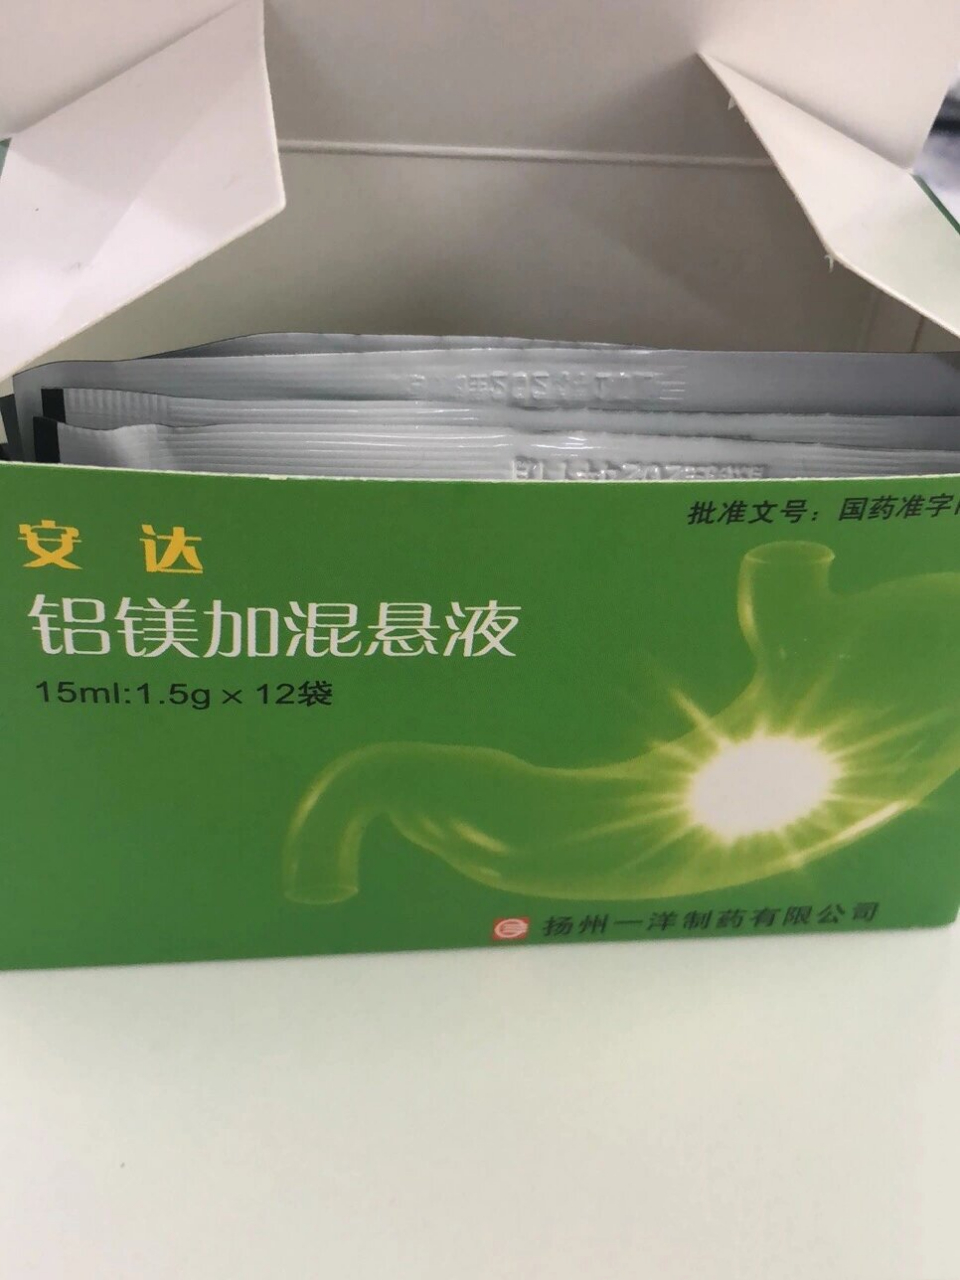 批准文号：国药准字
安达
铝镁加混悬液
15ml:1.5g×12袋
扬州一洋制药有限公司